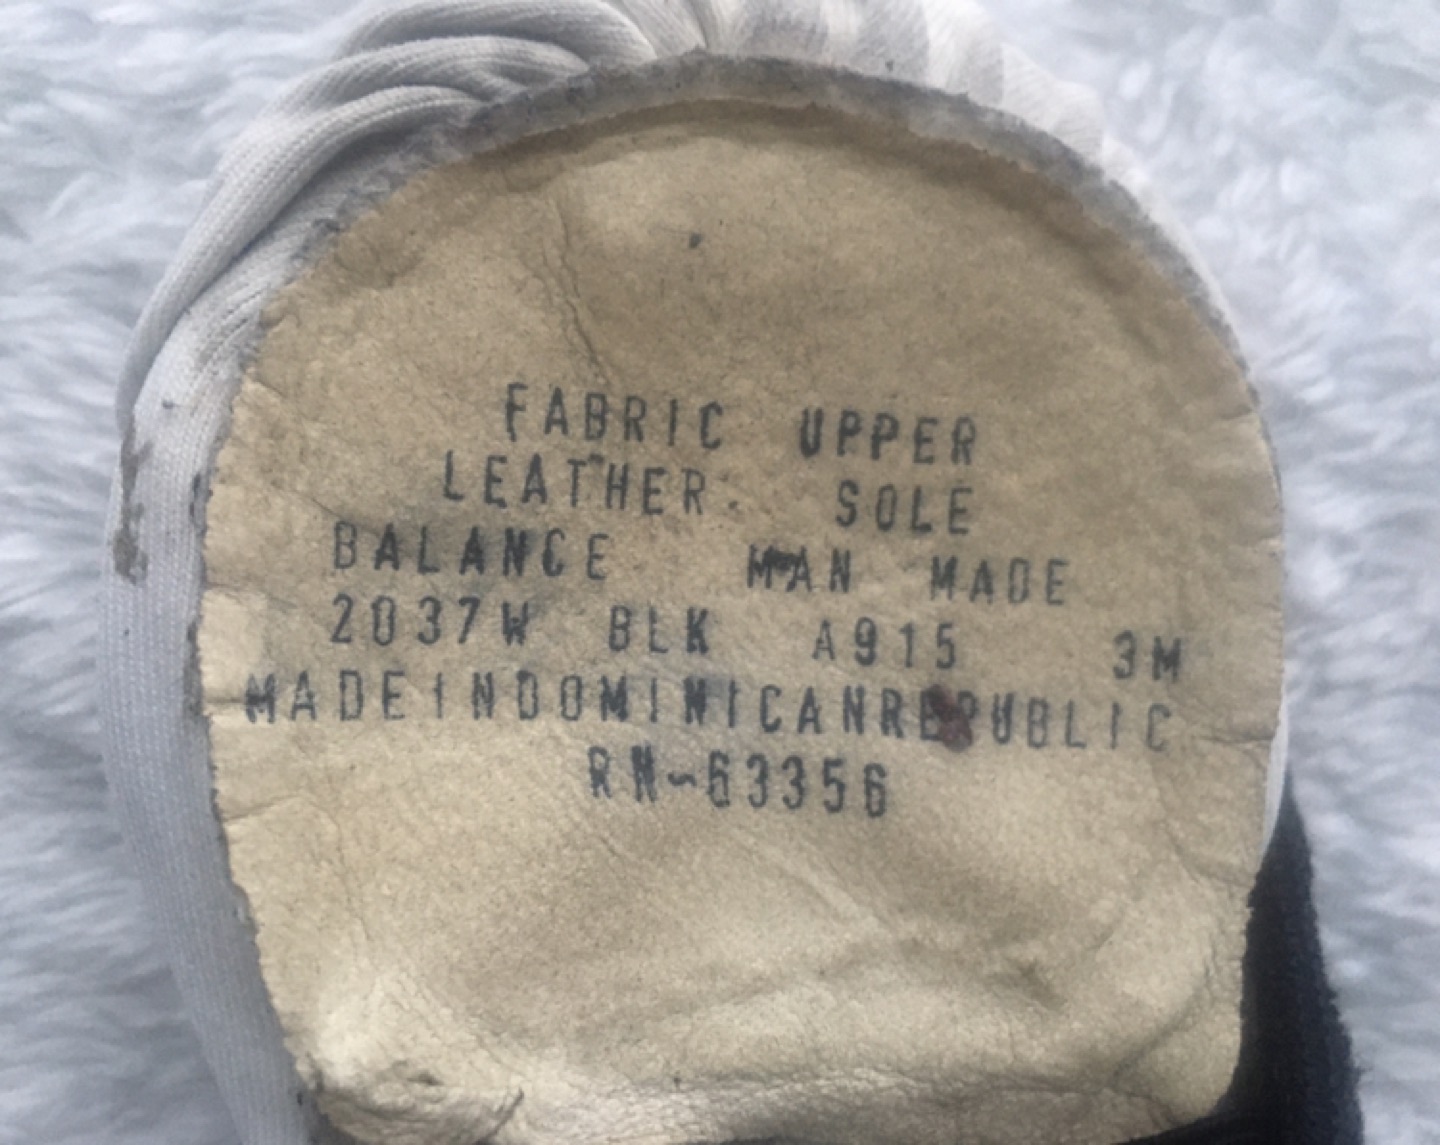 FABRIC UPPER
LEATHER. SOLE
BALANCE MAN MADE
2037W BLK A915 3M
MADEINDOMINICANREPUBLIC
RN-63356